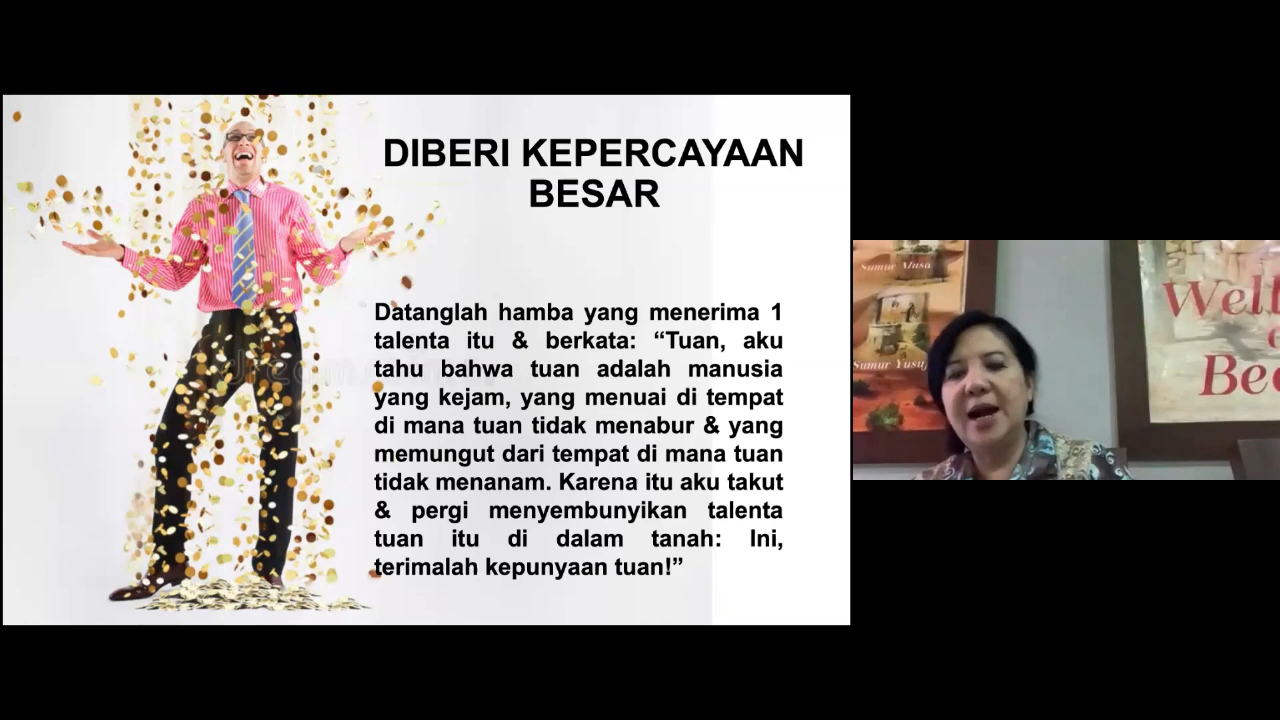 DIBERI KEPERCAYAAN
BESAR
Datanglah hamba yang menerima 1
talenta itu & berkata: “Tuan, aku
tahu bahwa tuan adalah manusia
yang kejam, yang menuai di tempat
di mana tuan tidak menabur & yang
memungut dari tempat di mana tuan
tidak menanam. Karena itu aku takut
& pergi menyembunyikan talenta
tuan itu di dalam tanah: Ini,
terimalah kepunyaan tuan!”
Sumur Musa
Sumur Yusuf
Well